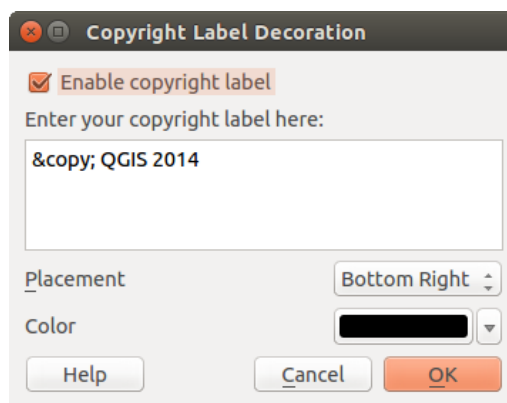 Copyright Label Decoration
Enable copyright label
Enter your copyright label here:
&copy; QGIS 2014
Placement
Bottom Right
Color
Help
Cancel
OK